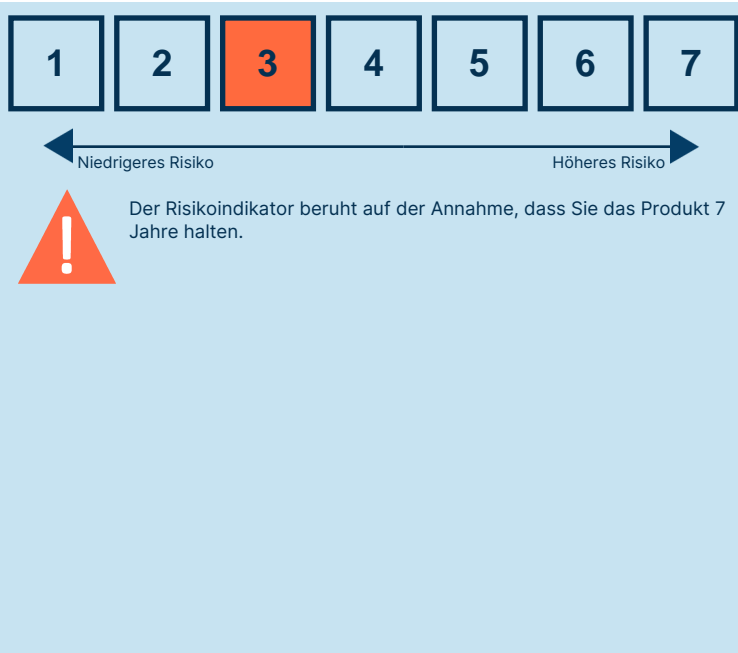 1 2 3 4 5 6 7
Niedrigeres Risiko Höheres Risiko
Der Risikoindikator beruht auf der Annahme, dass Sie das Produkt 7
Jahre halten.